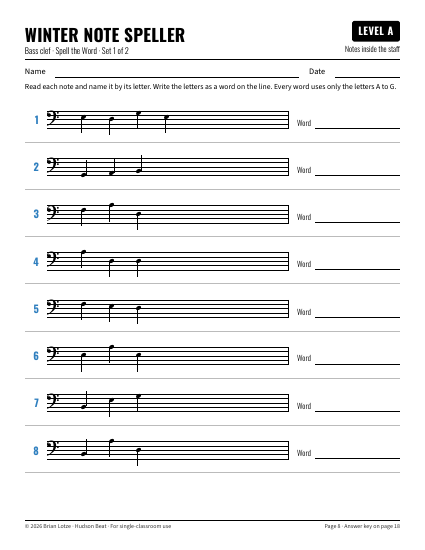 WINTER NOTE SPELLER
LEVEL A
Bass clef · Spell the Word · Set 1 of 2
Notes inside the staff
Name
Date
Read each note and name it by its letter. Write the letters as a word on the line. Every word uses only the letters A to G.
1
Word
2
Word
3
Word
4
Word
5
Word
6
Word
7
Word
8
Word
© 2026 Brian Lotze · Hudson Beat · For single-classroom use
Page 8 · Answer key on page 18